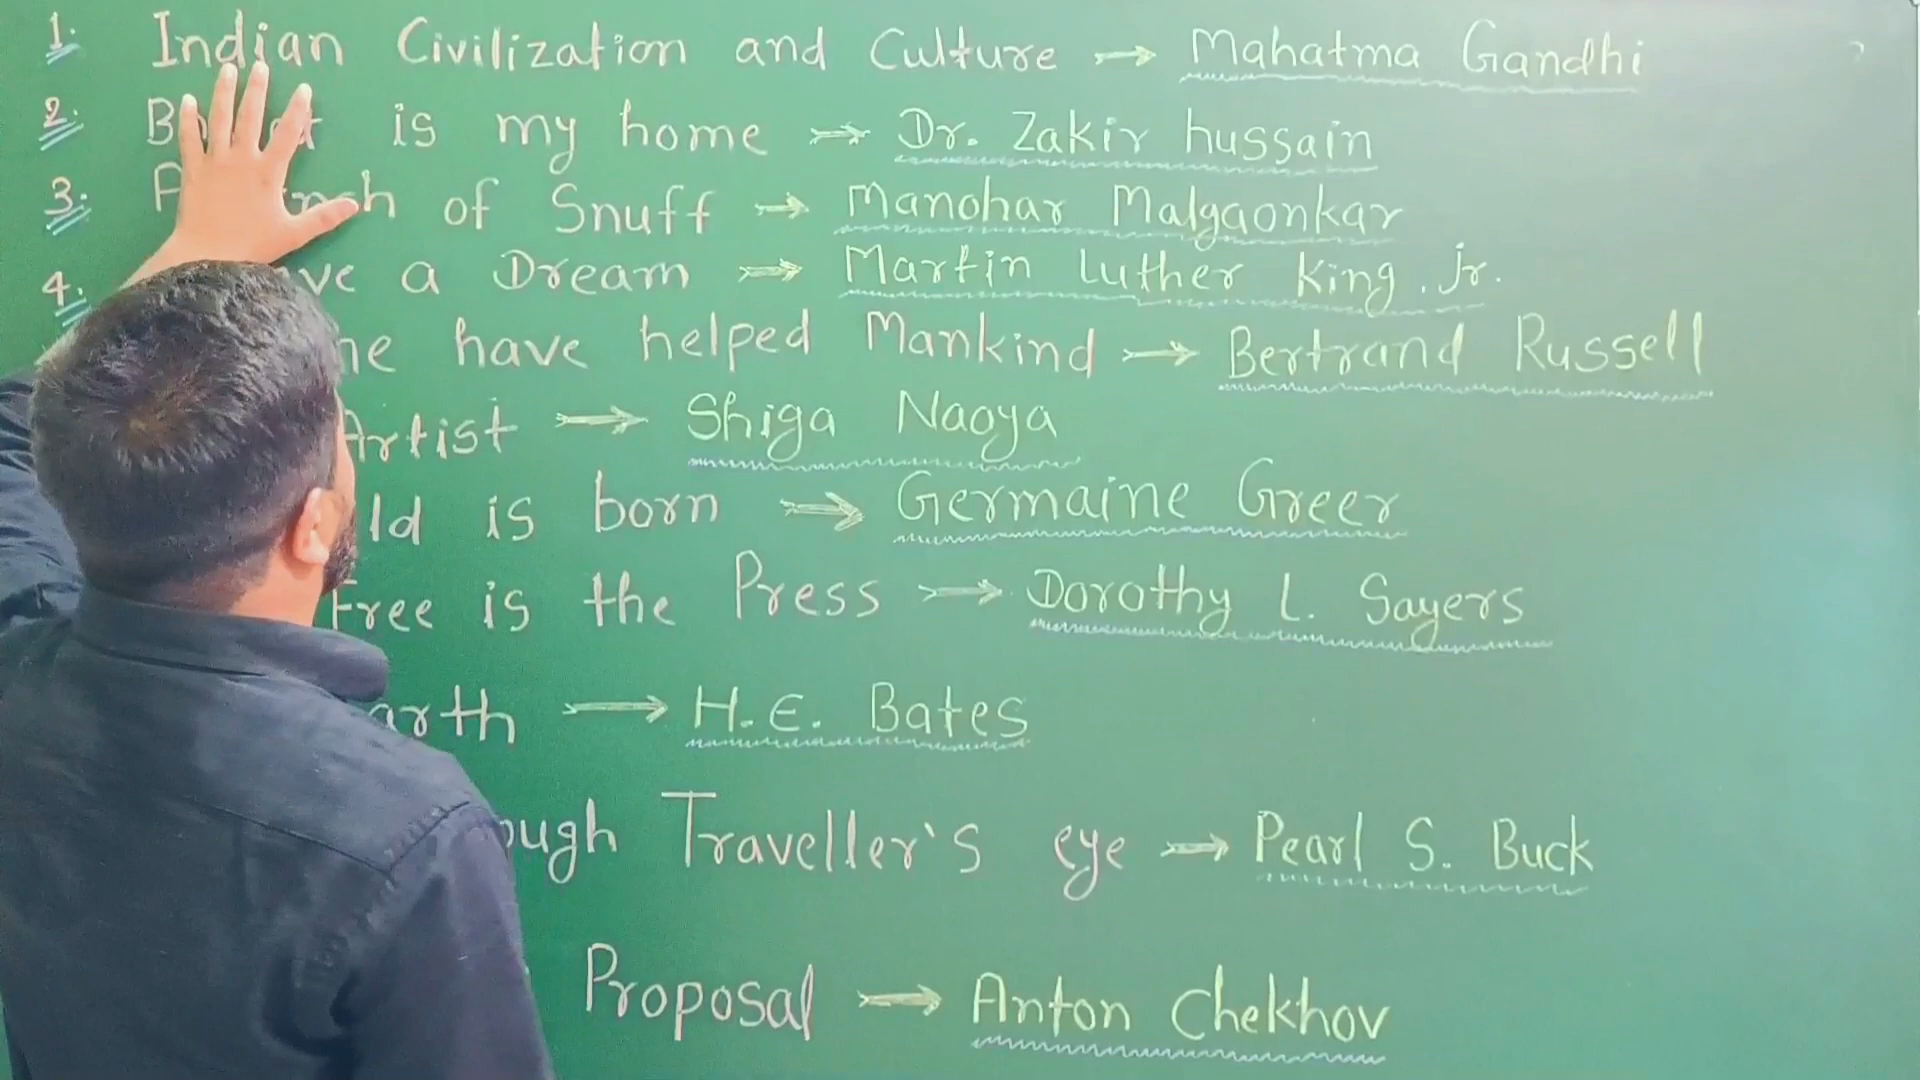 1. Indian Civilization and Culture → Mahatma Gandhi
2. is my home → Dr. Zakir hussain
3. of Snuff → Manohar Malgaonkar
4. a Dream → Martin Luther King .Jr.
have helped Mankind → Bertrand Russell
Artist → Shiga Naoya
is born → Germaine Greer
Free is the Press → Dorothy L. Sayers
→ H.E. Bates
Traveller's eye → Pearl S. Buck
Proposal → Anton Chekhov